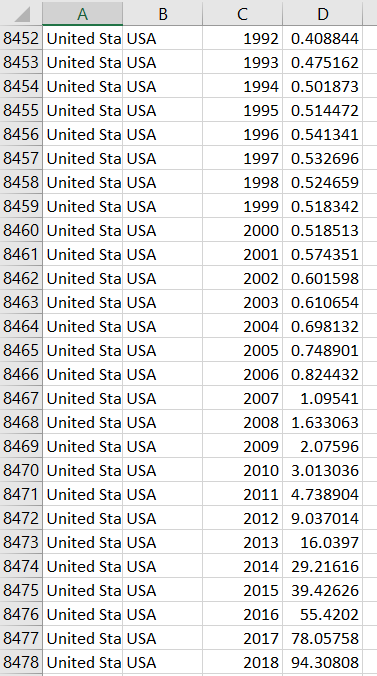 A B C D
8452 United Sta USA 1992 0.408844
8453 United Sta USA 1993 0.475162
8454 United Sta USA 1994 0.501873
8455 United Sta USA 1995 0.514472
8456 United Sta USA 1996 0.541341
8457 United Sta USA 1997 0.532696
8458 United Sta USA 1998 0.524659
8459 United Sta USA 1999 0.518342
8460 United Sta USA 2000 0.518513
8461 United Sta USA 2001 0.574351
8462 United Sta USA 2002 0.601598
8463 United Sta USA 2003 0.610654
8464 United Sta USA 2004 0.698132
8465 United Sta USA 2005 0.748901
8466 United Sta USA 2006 0.824432
8467 United Sta USA 2007 1.09541
8468 United Sta USA 2008 1.633063
8469 United Sta USA 2009 2.07596
8470 United Sta USA 2010 3.013036
8471 United Sta USA 2011 4.738904
8472 United Sta USA 2012 9.037014
8473 United Sta USA 2013 16.0397
8474 United Sta USA 2014 29.21616
8475 United Sta USA 2015 39.42626
8476 United Sta USA 2016 55.4202
8477 United Sta USA 2017 78.05758
8478 United Sta USA 2018 94.30808